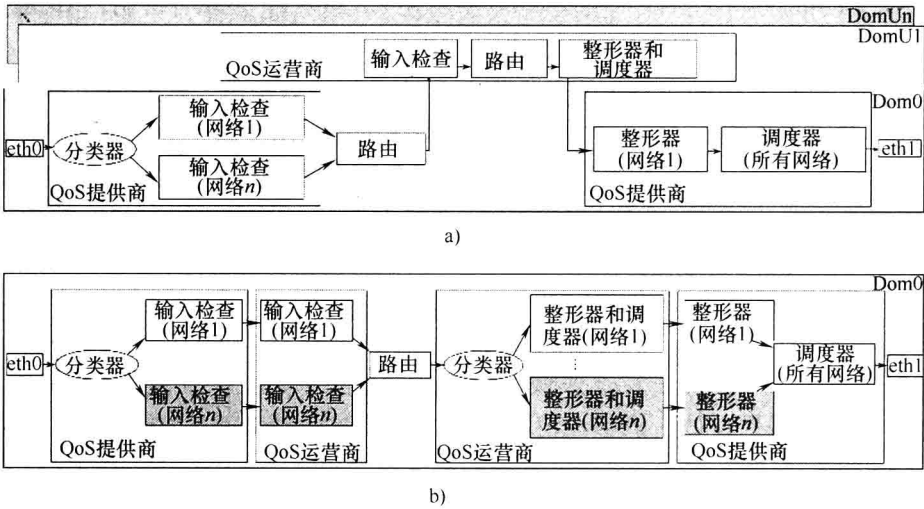 DomUn
DomU1
QoS运营商
输入检查
路由
整形器和
调度器
Dom0
eth0
分类器
输入检查
(网络1)
输入检查
(网络n)
路由
QoS提供商
整形器
(网络1)
调度器
(所有网络)
eth1
QoS提供商
a)
Dom0
eth0
分类器
输入检查
(网络1)
输入检查
(网络n)
QoS提供商
输入检查
(网络1)
输入检查
(网络n)
QoS运营商
路由
分类器
整形器和调
度器(网络1)
⋮
整形器和调
度器(网络n)
QoS运营商
整形器
(网络1)
整形器
(网络n)
调度器
(所有网络)
eth1
QoS提供商
b)